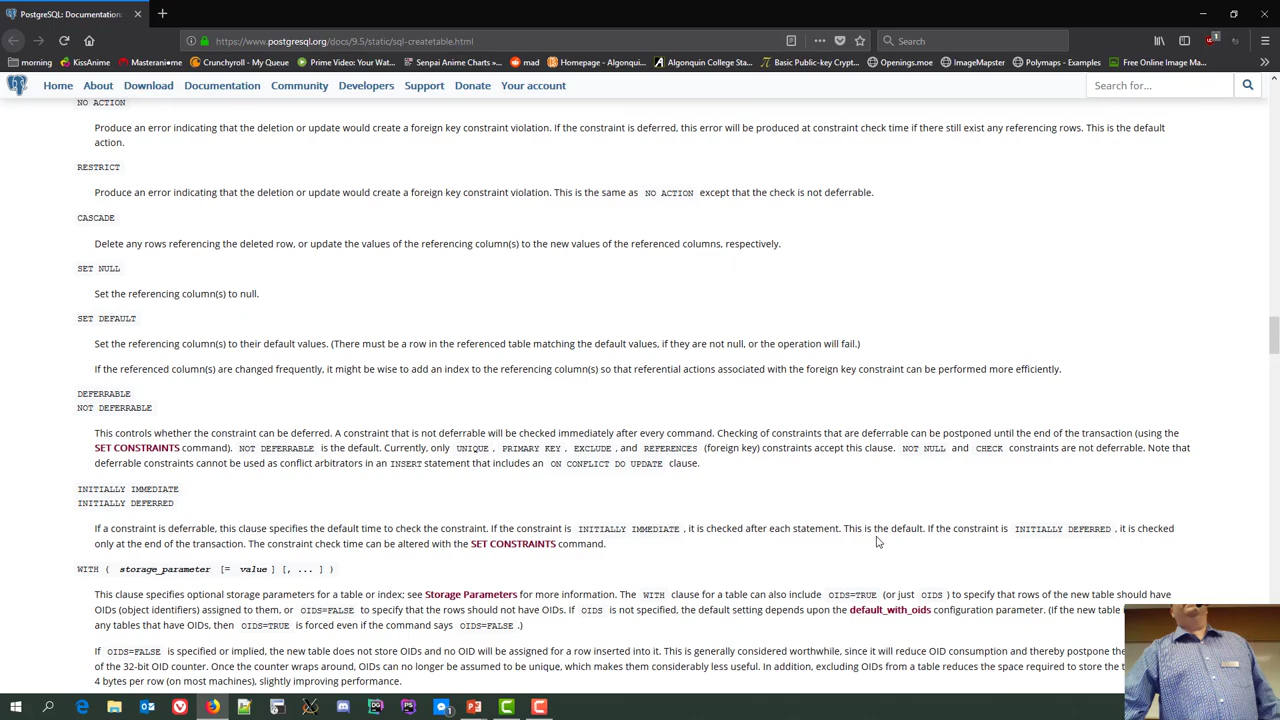 PostgreSQL: Documentation:
https://www.postgresql.org/docs/9.5/static/sql-createtable.html
Search
1
morning KissAnime Masterani•me Crunchyroll - My Queue Prime Video: Your Wat... Senpai Anime Charts »... mad Homepage - Algonqui... Algonquin College Stu... Basic Public-key Crypt... Openings.moe ImageMapster Polymaps - Examples Free Online Image Ma...
Home About Download Documentation Community Developers Support Donate Your account
Search for...
NO ACTION
Produce an error indicating that the deletion or update would create a foreign key constraint violation. If the constraint is deferred, this error will be produced at constraint check time if there still exist any referencing rows. This is the default
action.
RESTRICT
Produce an error indicating that the deletion or update would create a foreign key constraint violation. This is the same as NO ACTION except that the check is not deferrable.
CASCADE
Delete any rows referencing the deleted row, or update the values of the referencing column(s) to the new values of the referenced columns, respectively.
SET NULL
Set the referencing column(s) to null.
SET DEFAULT
Set the referencing column(s) to their default values. (There must be a row in the referenced table matching the default values, if they are not null, or the operation will fail.)
If the referenced column(s) are changed frequently, it might be wise to add an index to the referencing column(s) so that referential actions associated with the foreign key constraint can be performed more efficiently.
DEFERRABLE
NOT DEFERRABLE
This controls whether the constraint can be deferred. A constraint that is not deferrable will be checked immediately after every command. Checking of constraints that are deferrable can be postponed until the end of the transaction (using the
SET CONSTRAINTS command). NOT DEFERRABLE is the default. Currently, only UNIQUE, PRIMARY KEY, EXCLUDE, and REFERENCES (foreign key) constraints accept this clause. NOT NULL and CHECK constraints are not deferrable. Note that
deferrable constraints cannot be used as conflict arbitrators in an INSERT statement that includes an ON CONFLICT DO UPDATE clause.
INITIALLY IMMEDIATE
INITIALLY DEFERRED
If a constraint is deferrable, this clause specifies the default time to check the constraint. If the constraint is INITIALLY IMMEDIATE, it is checked after each statement. This is the default. If the constraint is INITIALLY DEFERRED, it is checked
only at the end of the transaction. The constraint check time can be altered with the SET CONSTRAINTS command.
WITH ( storage_parameter [= value] [, ... ] )
This clause specifies optional storage parameters for a table or index; see Storage Parameters for more information. The WITH clause for a table can also include OIDS=TRUE (or just OIDS) to specify that rows of the new table should have
OIDs (object identifiers) assigned to them, or OIDS=FALSE to specify that the rows should not have OIDs. If OIDS is not specified, the default setting depends upon the default_with_oids configuration parameter. (If the new table
any tables that have OIDs, then OIDS=TRUE is forced even if the command says OIDS=FALSE.)
If OIDS=FALSE is specified or implied, the new table does not store OIDs and no OID will be assigned for a row inserted into it. This is generally considered worthwhile, since it will reduce OID consumption and thereby postpone the
of the 32-bit OID counter. Once the counter wraps around, OIDs can no longer be assumed to be unique, which makes them considerably less useful. In addition, excluding OIDs from a table reduces the space required to store the
4 bytes per row (on most machines), slightly improving performance.